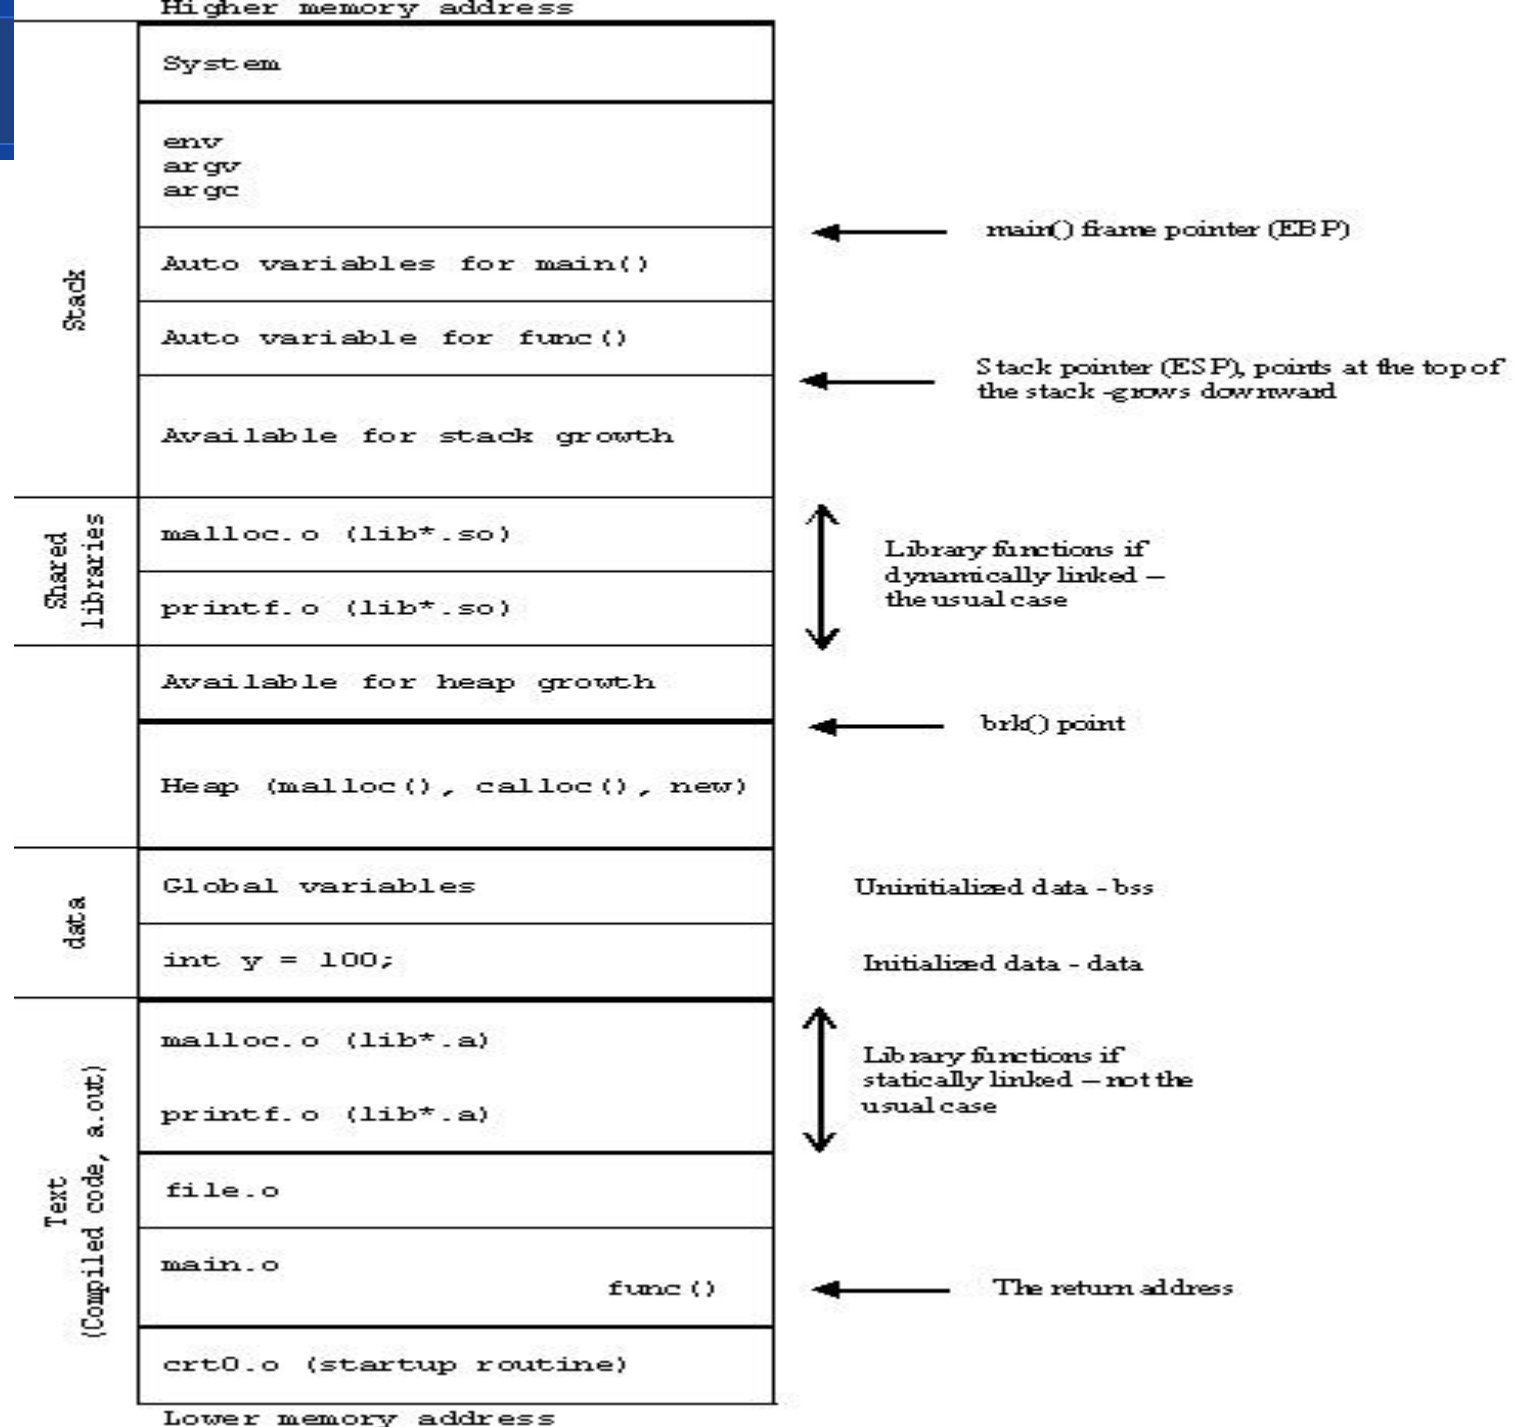 Higher memory address
System
env
argv
argc
main() frame pointer (EBP)
Auto variables for main()
Stack
Auto variable for func()
Stack pointer (ESP), points at the top of
the stack -grows downward
Available for stack growth
Shared
libraries
malloc.o (lib*.so)
printf.o (lib*.so)
Library functions if
dynamically linked –
the usual case
Available for heap growth
brk() point
Heap (malloc(), calloc(), new)
data
Global variables
Uninitialized data - bss
int y = 100;
Initialized data - data
Text
(Compiled code, a.out)
malloc.o (lib*.a)
printf.o (lib*.a)
Library functions if
statically linked – not the
usual case
file.o
main.o
func()
The return address
crt0.o (startup routine)
Lower memory address